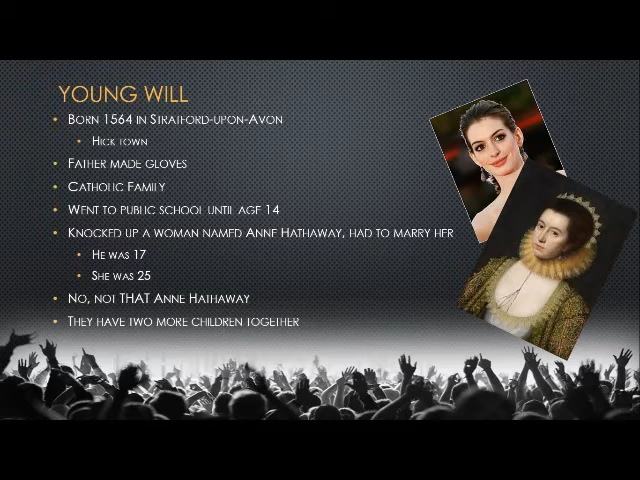 YOUNG WILL
BORN 1564 IN STRATFORD-UPON-AVON
HICK TOWN
FATHER MADE GLOVES
CATHOLIC FAMILY
WENT TO PUBLIC SCHOOL UNTIL AGE 14
KNOCKED UP A WOMAN NAMED ANNE HATHAWAY, HAD TO MARRY HER
HE WAS 17
SHE WAS 25
NO, NOT THAT ANNE HATHAWAY
THEY HAVE TWO MORE CHILDREN TOGETHER